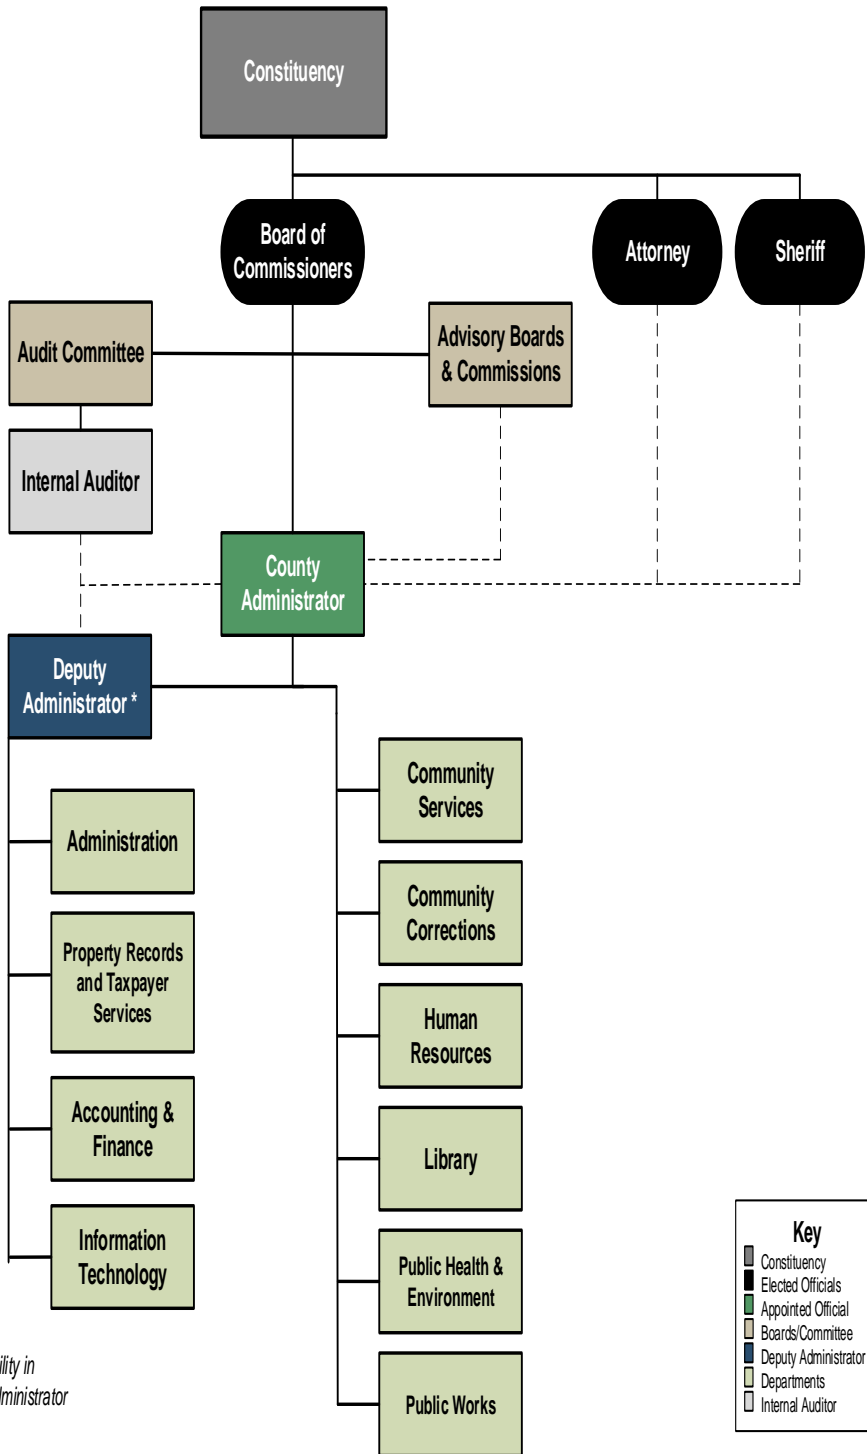 Constituency
Board of
Commissioners
Attorney
Sheriff
Audit Committee
Advisory Boards
& Commissions
Internal Auditor
County
Administrator
Deputy
Administrator *
Administration
Property Records
and Taxpayer
Services
Accounting &
Finance
Information
Technology
Community
Services
Community
Corrections
Human
Resources
Library
Public Health &
Environment
Public Works
Key
Constituency
Elected Officials
Appointed Official
Boards/Committee
Deputy Administrator
Departments
Internal Auditor
in